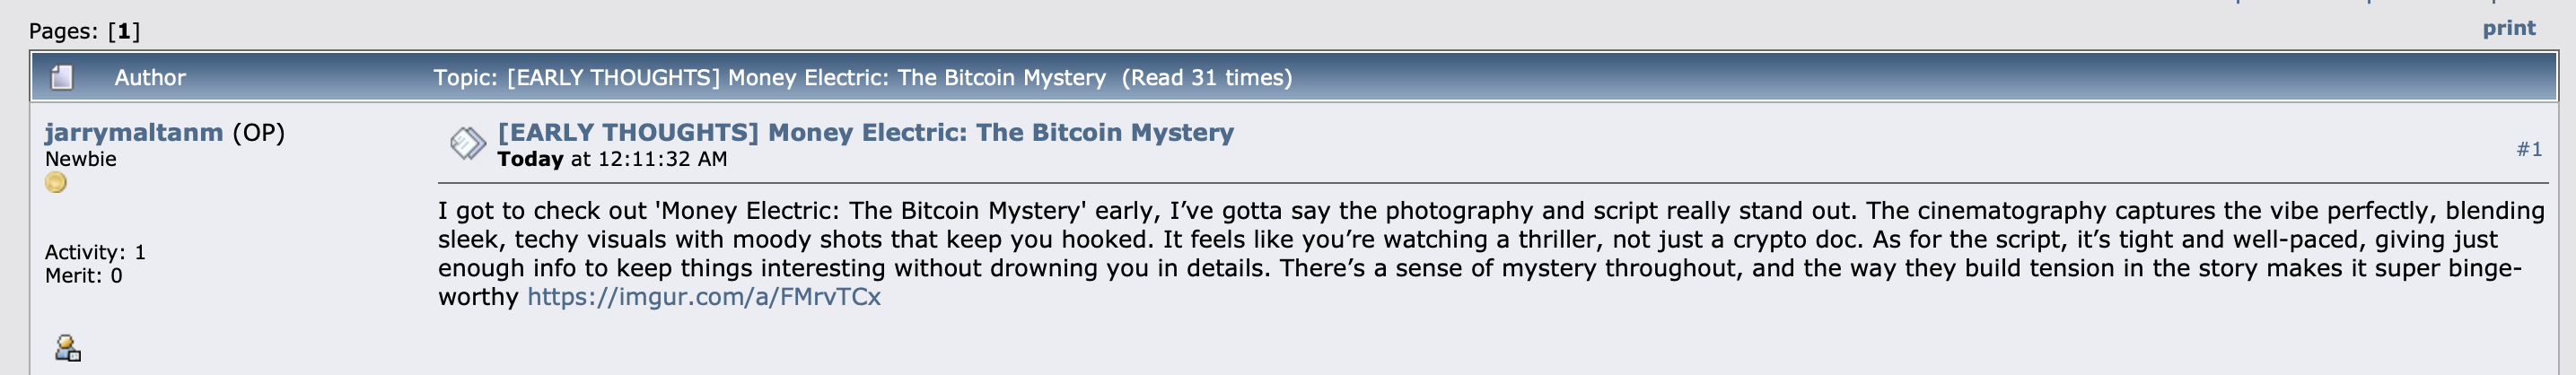 Pages: [1]
print
Author Topic: [EARLY THOUGHTS] Money Electric: The Bitcoin Mystery (Read 31 times)
jarrymaltanm (OP)
Newbie
Activity: 1
Merit: 0
[EARLY THOUGHTS] Money Electric: The Bitcoin Mystery
Today at 12:11:32 AM
#1
I got to check out 'Money Electric: The Bitcoin Mystery' early, I’ve gotta say the photography and script really stand out. The cinematography captures the vibe perfectly, blending
sleek, techy visuals with moody shots that keep you hooked. It feels like you’re watching a thriller, not just a crypto doc. As for the script, it’s tight and well-paced, giving just
enough info to keep things interesting without drowning you in details. There’s a sense of mystery throughout, and the way they build tension in the story makes it super binge-
worthy https://imgur.com/a/FMrvTCx